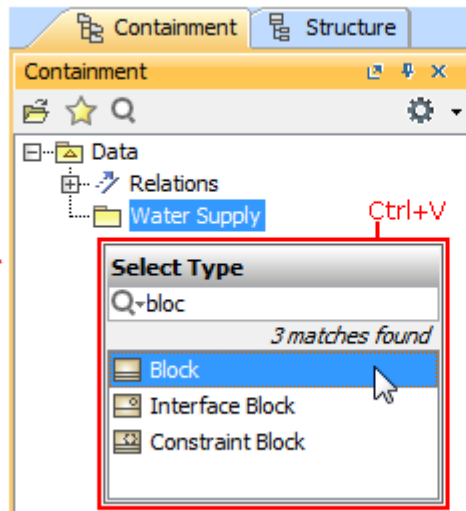 Containment Structure
Containment
Data
Relations
Water Supply
Ctrl+V
Select Type
bloc
3 matches found
Block
Interface Block
Constraint Block